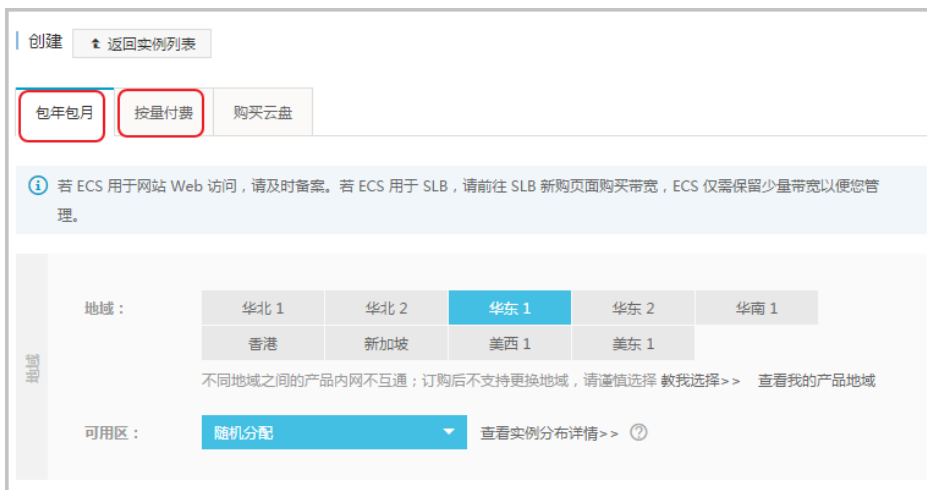 创建 返回实例列表
包年包月 按量付费 购买云盘
若 ECS 用于网站 Web 访问，请及时备案。若 ECS 用于 SLB，请前往 SLB 新购页面购买带宽，ECS 仅需保留少量带宽以便您管
理。
地域
地域： 华北 1 华北 2 华东 1 华东 2 华南 1
香港 新加坡 美西 1 美东 1
不同地域之间的产品内网不互通；订购后不支持更换地域，请谨慎选择 教我选择>> 查看我的产品地域
可用区： 随机分配 查看实例分布详情>> ?